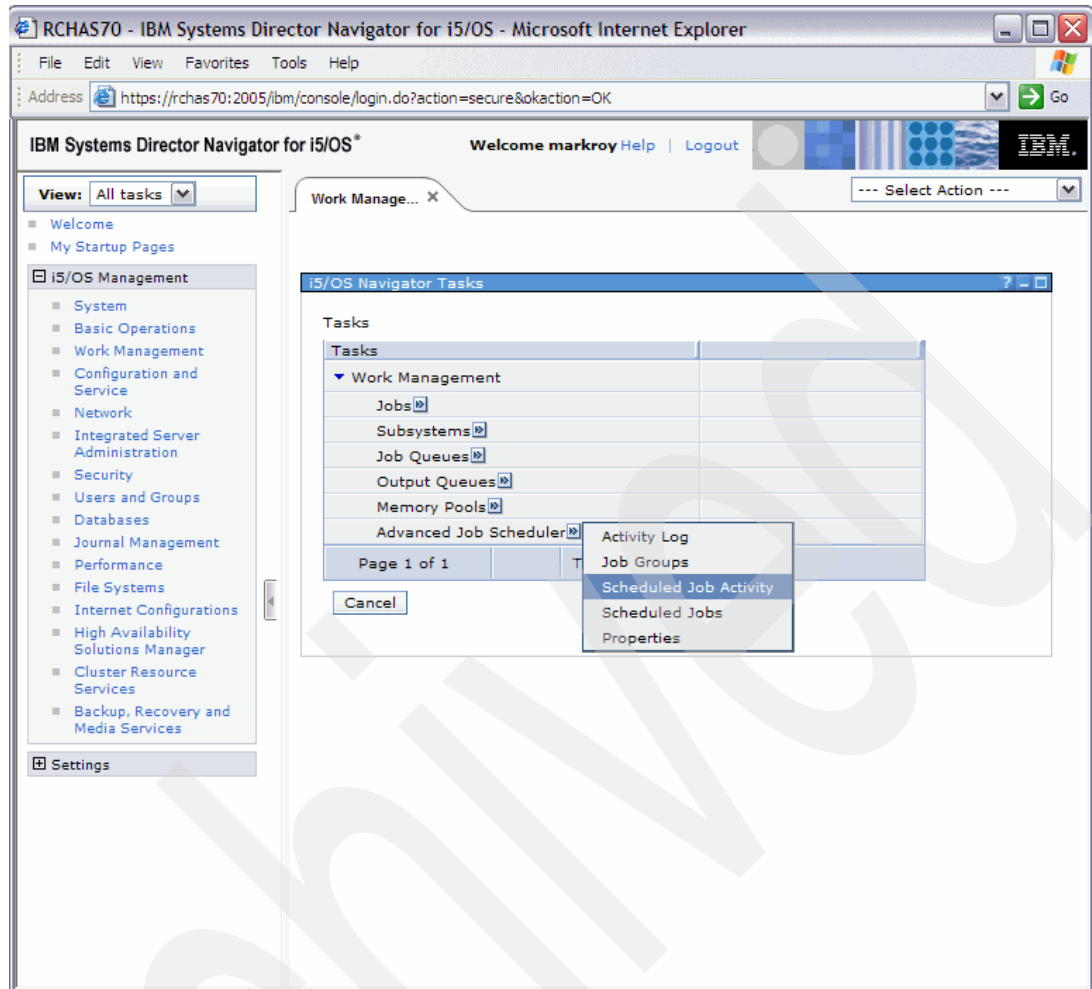 RCHAS70 - IBM Systems Director Navigator for i5/OS - Microsoft Internet Explorer
File Edit View Favorites Tools Help
Address https://rchas70:2005/ibm/console/login.do?action=secure&okaction=OK Go
IBM Systems Director Navigator for i5/OS®
Welcome markroy Help | Logout
IBM.
View: All tasks
Work Manage... X
--- Select Action ---
Welcome
My Startup Pages
i5/OS Management
System
Basic Operations
Work Management
Configuration and
Service
Network
Integrated Server
Administration
Security
Users and Groups
Databases
Journal Management
Performance
File Systems
Internet Configurations
High Availability
Solutions Manager
Cluster Resource
Services
Backup, Recovery and
Media Services
Settings
i5/OS Navigator Tasks ?
Tasks
Tasks
Work Management
Jobs
Subsystems
Job Queues
Output Queues
Memory Pools
Advanced Job Scheduler
Activity Log
Job Groups
Scheduled Job Activity
Scheduled Jobs
Properties
Page 1 of 1 T
Cancel